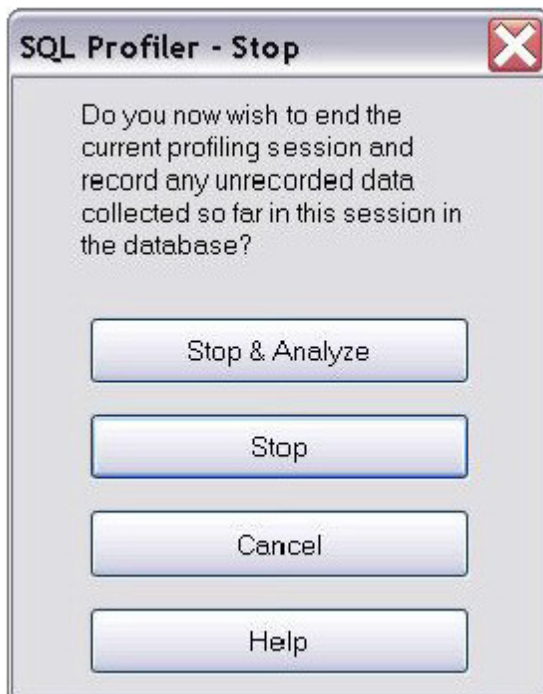 SQL Profiler - Stop
Do you now wish to end the
current profiling session and
record any unrecorded data
collected so far in this session in
the database?
Stop & Analyze
Stop
Cancel
Help